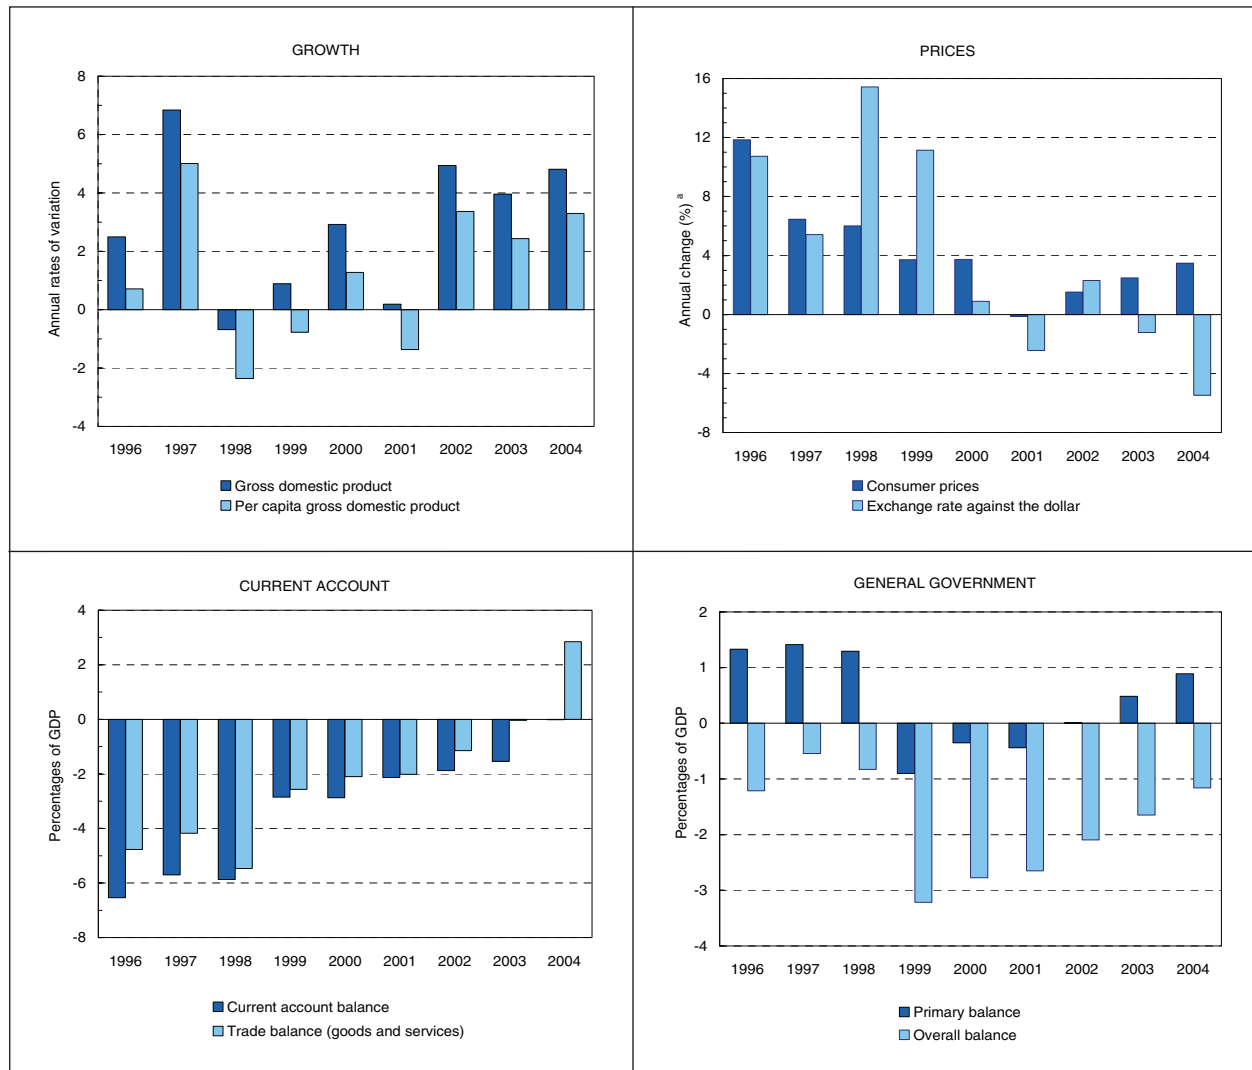 GROWTH
Annual rates of variation
8
6
4
2
0
-2
-4
1996 1997 1998 1999 2000 2001 2002 2003 2004
Gross domestic product
Per capita gross domestic product
PRICES
Annual change (%) a
16
12
8
4
0
-4
-8
1996 1997 1998 1999 2000 2001 2002 2003 2004
Consumer prices
Exchange rate against the dollar
CURRENT ACCOUNT
Percentages of GDP
4
2
0
-2
-4
-6
-8
1996 1997 1998 1999 2000 2001 2002 2003 2004
Current account balance
Trade balance (goods and services)
GENERAL GOVERNMENT
Percentages of GDP
2
1
0
-1
-2
-3
-4
1996 1997 1998 1999 2000 2001 2002 2003 2004
Primary balance
Overall balance